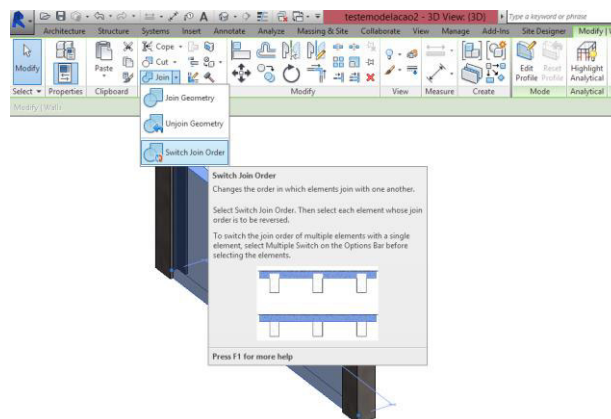 testemodelacao2 - 3D View: {3D}
Type a keyword or phrase
Architecture Structure Systems Insert Annotate Analyze Massing & Site Collaborate View Manage Add-Ins Site Designer Modify |
Modify
Paste
Cope
Cut
Join
Edit Profile
Reset Profile
Highlight Analytical
Select Properties Clipboard Modify View Measure Create Mode Analytical
Modify | Walls
Join Geometry
Unjoin Geometry
Switch Join Order
Switch Join Order
Changes the order in which elements join with one another.
Select Switch Join Order. Then select each element whose join
order is to be reversed.
To switch the join order of multiple elements with a single
element, select Multiple Switch on the Options Bar before
selecting the elements.
Press F1 for more help